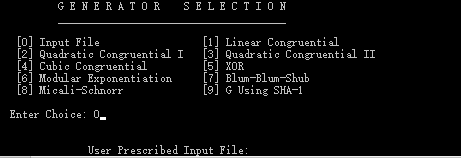 G E N E R A T O R   S E L E C T I O N
[0] Input File [1] Linear Congruential
[2] Quadratic Congruential I [3] Quadratic Congruential II
[4] Cubic Congruential [5] XOR
[6] Modular Exponentiation [7] Blum-Blum-Shub
[8] Micali-Schnorr [9] G Using SHA-1
Enter Choice: 0
User Prescribed Input File: